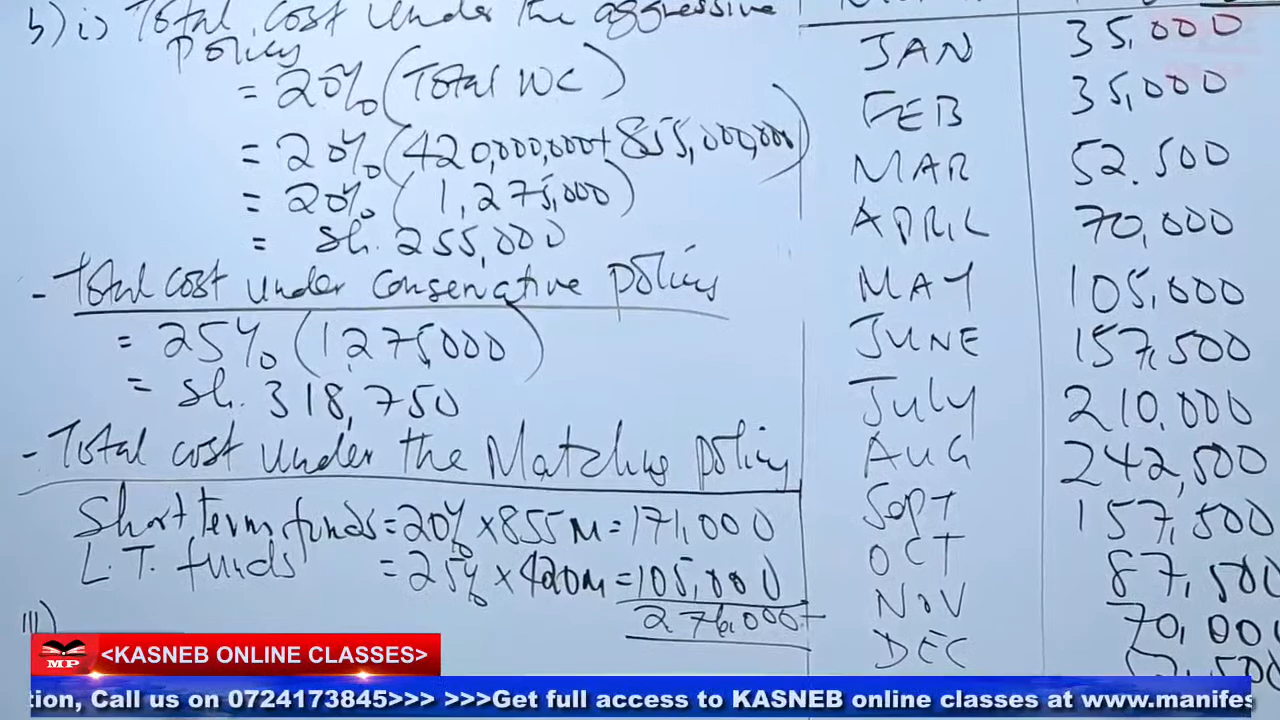 b) i) Total cost under the aggressive
Policy
= 20% (Total WC)
= 20% (420,000,000 + 855,000,000)
= 20% (1,275,000)
= Sh. 255,000
- Total cost under conservative policy
= 25% (1,275,000)
= Sh. 318,750
- Total cost under the Matching policy
Short term funds = 20% × 855M = 171,000
L.T. funds = 25% × 420M = 105,000
276,000
iii)
JAN 35,000
FEB 35,000
MAR 52,500
APRIL 70,000
MAY 105,000
JUNE 157,500
July 210,000
AUG 242,500
SEPT 157,500
OCT 87,500
NOV 70,000
DEC
MP
<KASNEB ONLINE CLASSES>
tion, Call us on 0724173845>>> >>>Get full access to KASNEB online classes at www.manifes